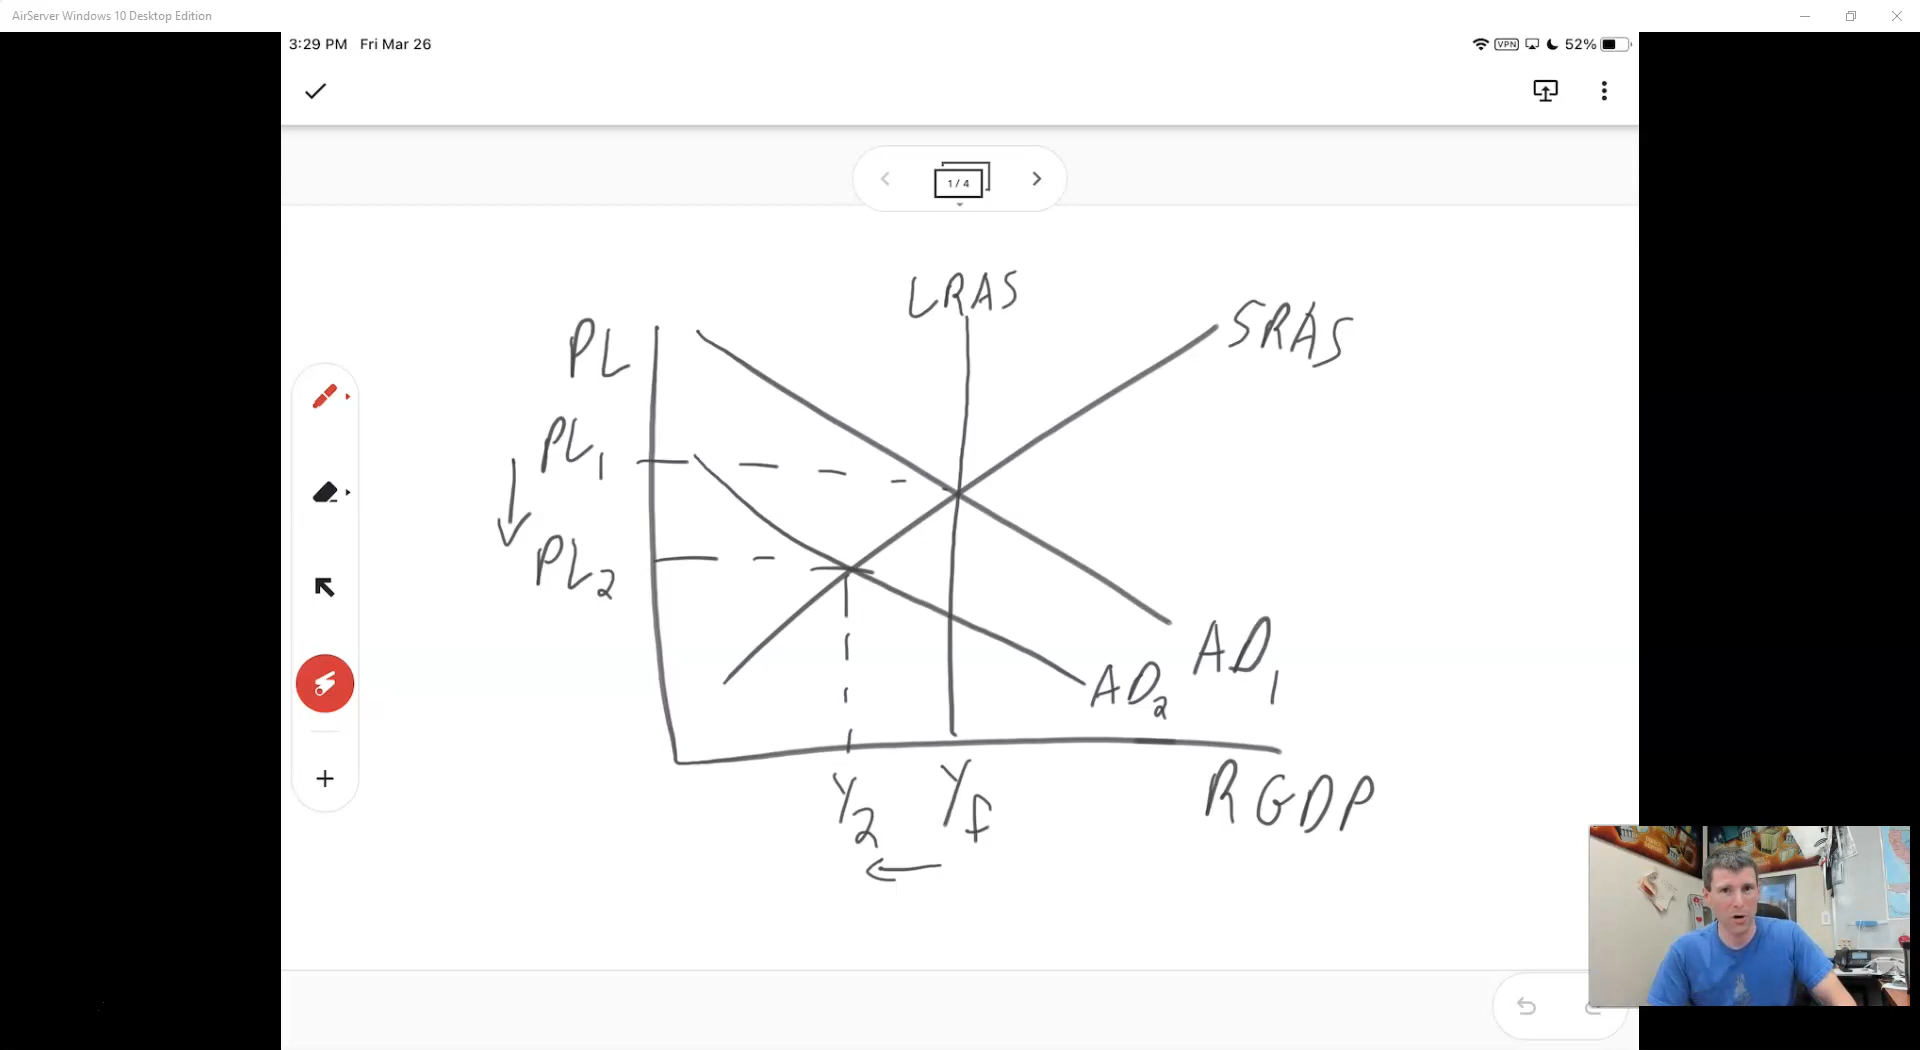 AirServer Windows 10 Desktop Edition
3:29 PM Fri Mar 26
VPN 52%
1 / 4
LRAS
SRAS
PL
PL1
PL2
AD1
AD2
Y2
Yf
RGDP